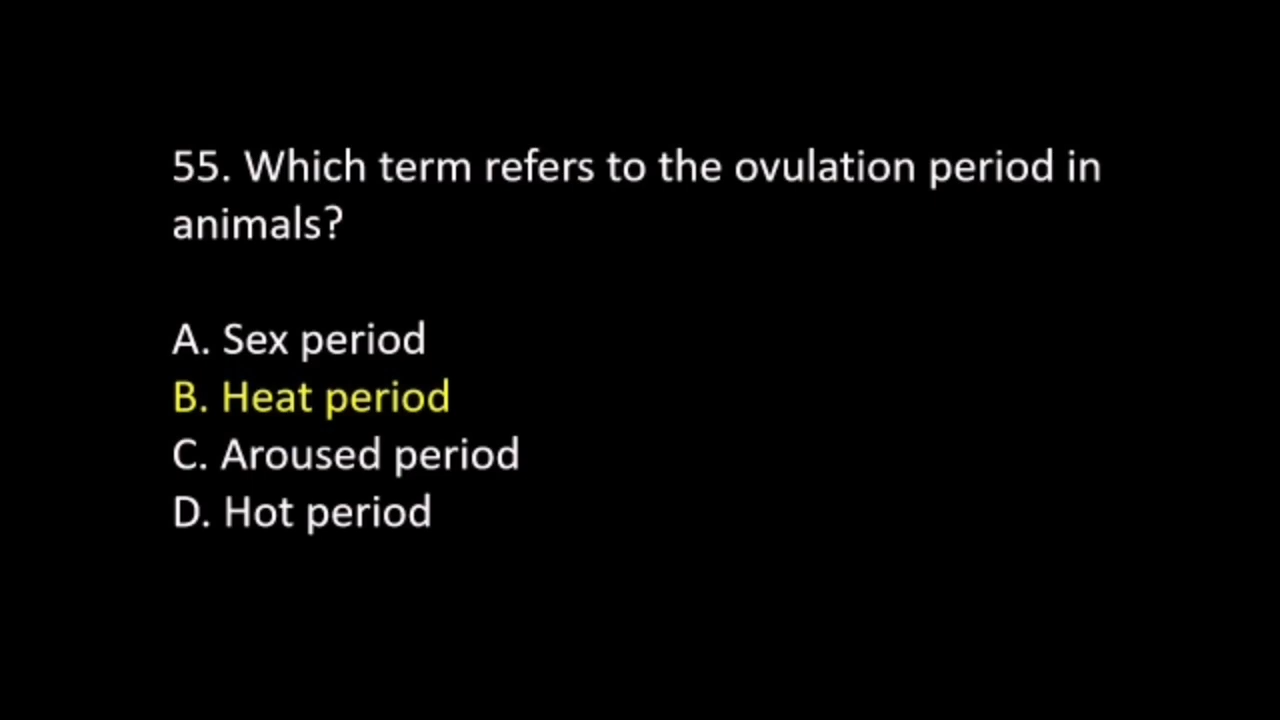 55. Which term refers to the ovulation period in
animals?
A. Sex period
B. Heat period
C. Aroused period
D. Hot period